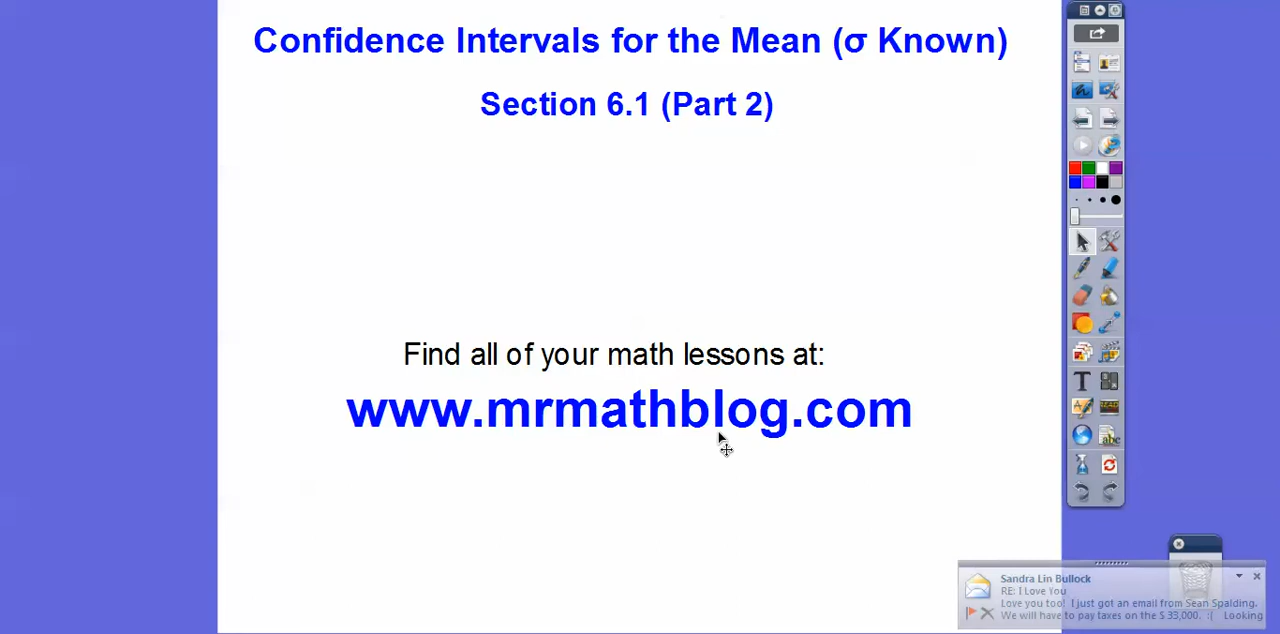 Confidence Intervals for the Mean (σ Known)
Section 6.1 (Part 2)
Find all of your math lessons at:
www.mrmathblog.com
Sandra Lin Bullock
RE: I Love You
Love you too! I just got an email from Sean Spalding.
We will have to pay taxes on the $ 33,000. :( Looking